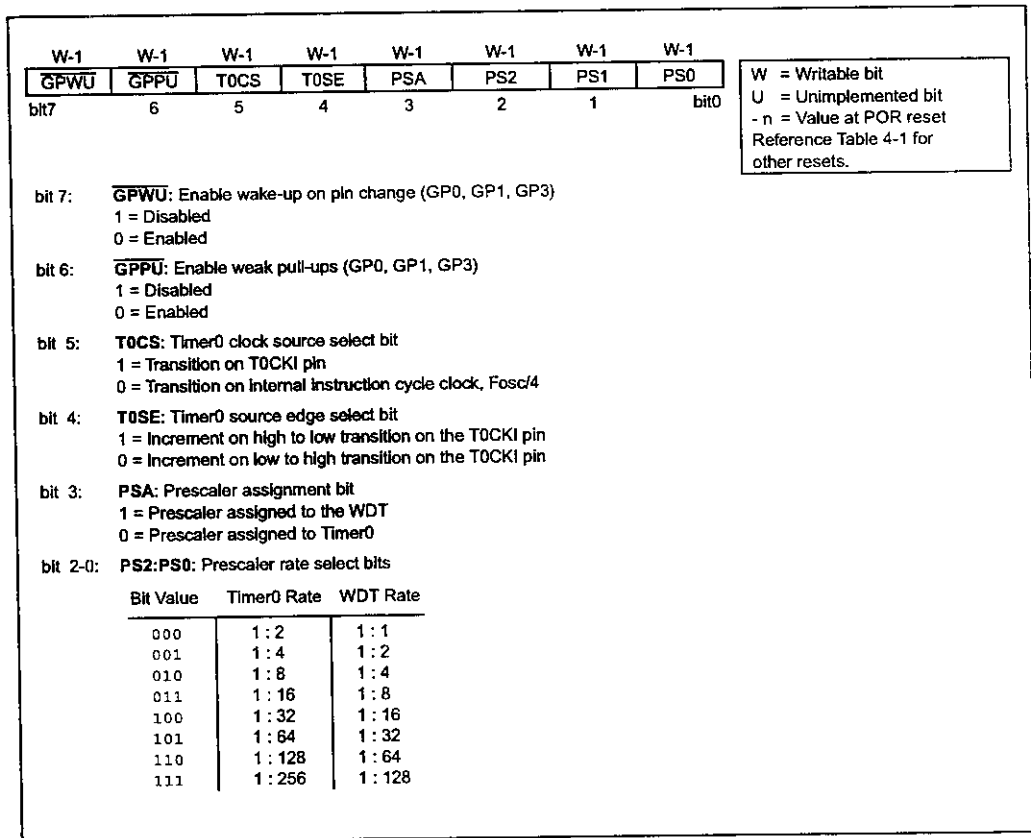 W-1 W-1 W-1 W-1 W-1 W-1 W-1 W-1
GPWU GPPU T0CS T0SE PSA PS2 PS1 PS0
bit7 6 5 4 3 2 1 bit0
W = Writable bit
U = Unimplemented bit
- n = Value at POR reset
Reference Table 4-1 for
other resets.
bit 7: GPWU: Enable wake-up on pin change (GP0, GP1, GP3)
1 = Disabled
0 = Enabled
bit 6: GPPU: Enable weak pull-ups (GP0, GP1, GP3)
1 = Disabled
0 = Enabled
bit 5: T0CS: Timer0 clock source select bit
1 = Transition on T0CKI pin
0 = Transition on internal instruction cycle clock, Fosc/4
bit 4: T0SE: Timer0 source edge select bit
1 = Increment on high to low transition on the T0CKI pin
0 = Increment on low to high transition on the T0CKI pin
bit 3: PSA: Prescaler assignment bit
1 = Prescaler assigned to the WDT
0 = Prescaler assigned to Timer0
bit 2-0: PS2:PS0: Prescaler rate select bits
Bit Value Timer0 Rate WDT Rate
000 1 : 2 1 : 1
001 1 : 4 1 : 2
010 1 : 8 1 : 4
011 1 : 16 1 : 8
100 1 : 32 1 : 16
101 1 : 64 1 : 32
110 1 : 128 1 : 64
111 1 : 256 1 : 128